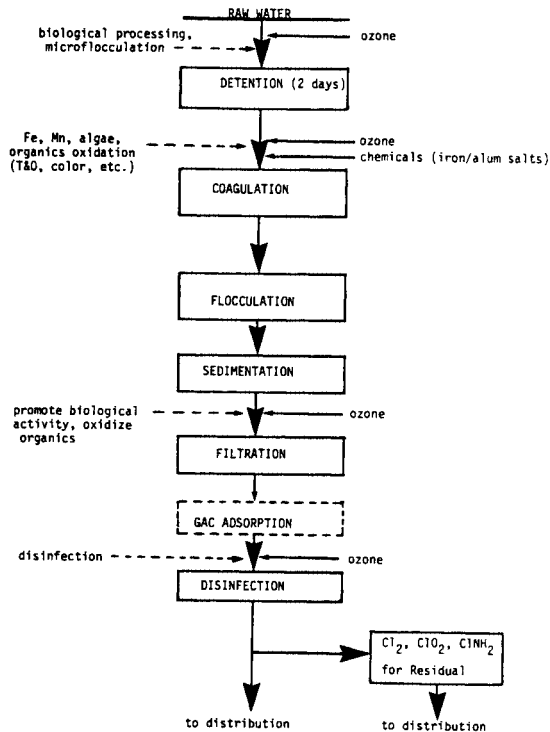 RAW WATER
biological processing,
microflocculation
ozone
DETENTION (2 days)
Fe, Mn, algae,
organics oxidation
(T&O, color, etc.)
ozone
chemicals (iron/alum salts)
COAGULATION
FLOCCULATION
SEDIMENTATION
promote biological
activity, oxidize
organics
ozone
FILTRATION
GAC ADSORPTION
disinfection
ozone
DISINFECTION
Cl₂, ClO₂, ClNH₂
for Residual
to distribution
to distribution